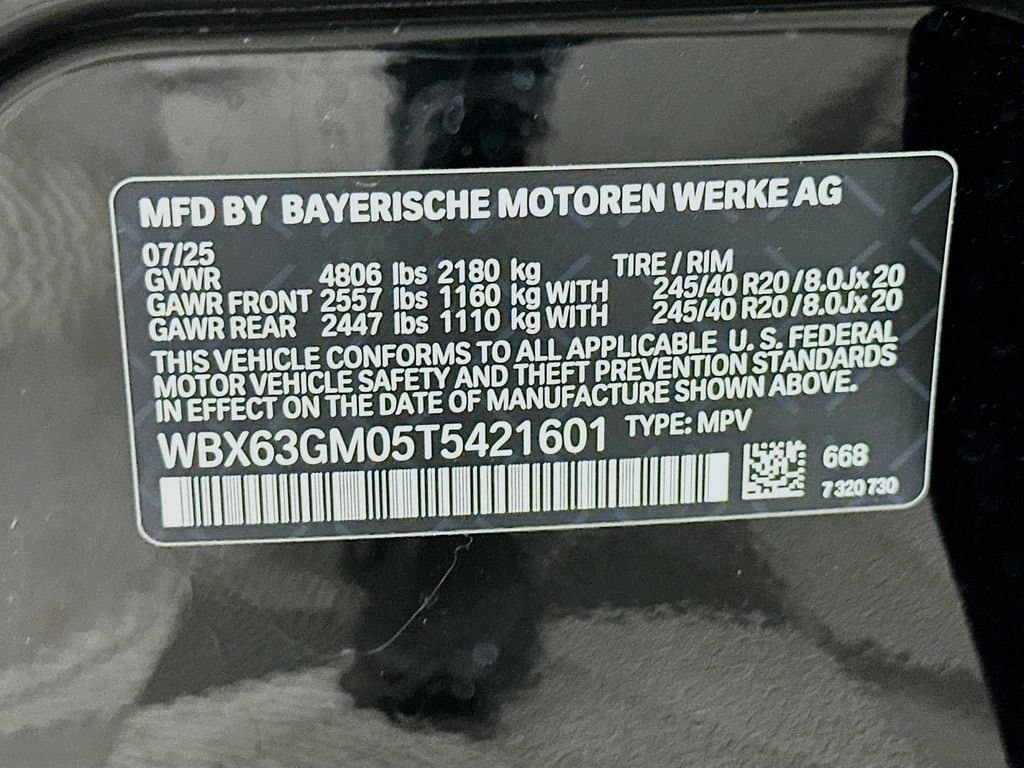 MFD BY BAYERISCHE MOTOREN WERKE AG
07/25
GVWR 4806 lbs 2180 kg TIRE / RIM
GAWR FRONT 2557 lbs 1160 kg WITH 245/40 R20 / 8.0Jx20
GAWR REAR 2447 lbs 1110 kg WITH 245/40 R20 / 8.0Jx20
THIS VEHICLE CONFORMS TO ALL APPLICABLE U. S. FEDERAL
MOTOR VEHICLE SAFETY AND THEFT PREVENTION STANDARDS
IN EFFECT ON THE DATE OF MANUFACTURE SHOWN ABOVE.
WBX63GM05T5421601 TYPE: MPV
668
7 320 730